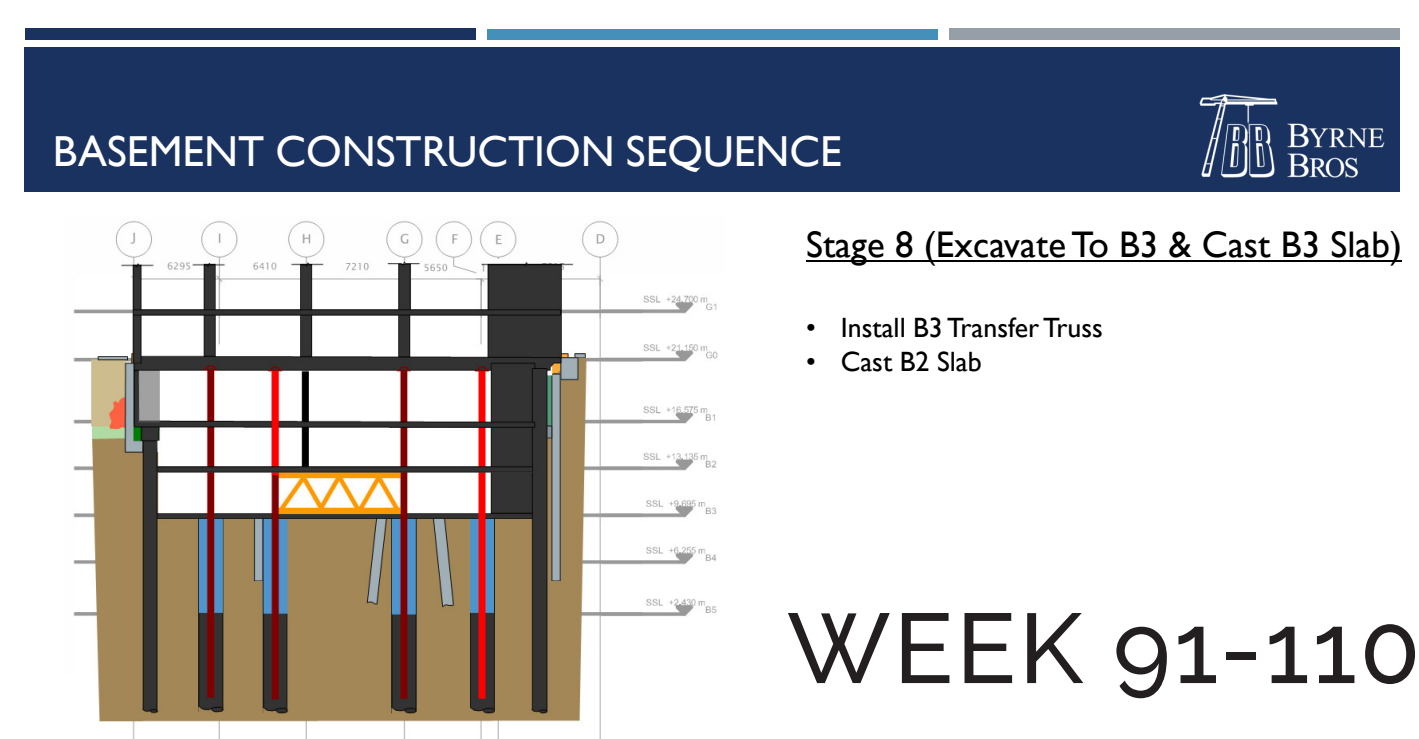 BASEMENT CONSTRUCTION SEQUENCE
BYRNE
BROS
Stage 8 (Excavate To B3 & Cast B3 Slab)
• Install B3 Transfer Truss
• Cast B2 Slab
WEEK 91-110
J I H G F E D
6295 6410 7210 5650
SSL +24,700 m G1
SSL +21,150 m G0
SSL +16,575 m B1
SSL +13,135 m B2
SSL +9,695 m B3
SSL +6,255 m B4
SSL +2,430 m B5